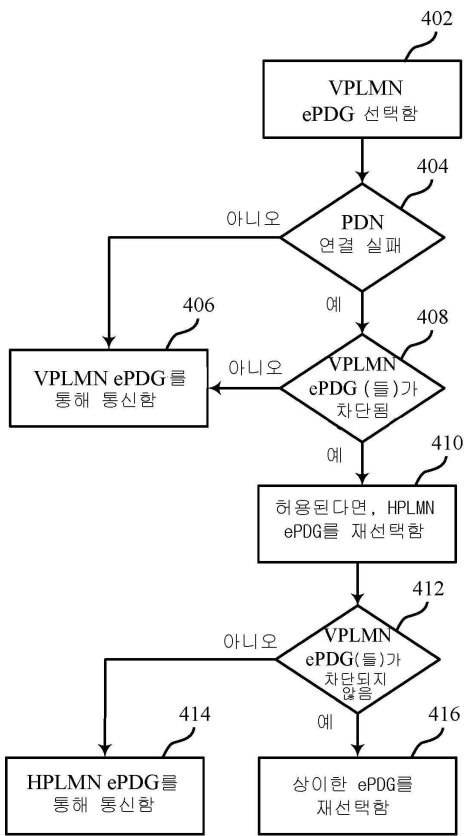 402
VPLMN
ePDG 선택함
404
PDN
연결 실패
아니오
예
406
VPLMN ePDG를
통해 통신함
408
VPLMN
ePDG (들)가
차단됨
아니오
예
410
허용된다면, HPLMN
ePDG를 재선택함
412
VPLMN
ePDG(들)가
차단되지
않음
아니오
예
414
HPLMN ePDG를
통해 통신함
416
상이한 ePDG를
재선택함